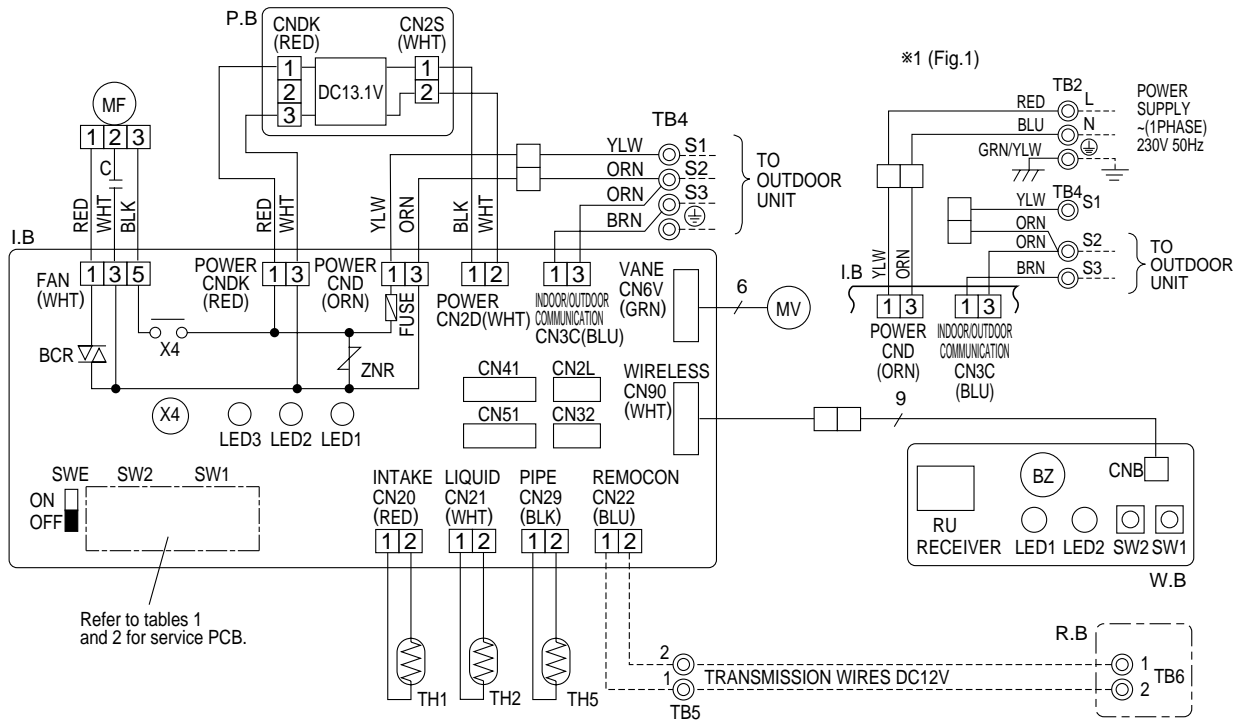 P.B
CNDK
(RED)
CN2S
(WHT)
1
2
3
DC13.1V
1
2
MF
1 2 3
C
RED
WHT
BLK
RED
WHT
YLW
ORN
BLK
WHT
TB4
YLW
S1
ORN
S2
ORN
S3
BRN
TO
OUTDOOR
UNIT
※1 (Fig.1)
TB2
RED
L
BLU
N
GRN/YLW
POWER
SUPPLY
~(1PHASE)
230V 50Hz
TB4
YLW
S1
ORN
ORN
S2
BRN
S3
TO
OUTDOOR
UNIT
YLW
ORN
I.B
1 3
POWER
CND
(ORN)
1 3
INDOOR/OUTDOOR
COMMUNICATION
CN3C
(BLU)
I.B
FAN
(WHT)
1 3 5
POWER
CNDK
(RED)
1 3
POWER
CND
(ORN)
1 3
FUSE
1 2
POWER
CN2D(WHT)
1 3
INDOOR/OUTDOOR
COMMUNICATION
CN3C(BLU)
VANE
CN6V
(GRN)
6
MV
BCR
X4
ZNR
X4
LED3 LED2 LED1
CN41
CN2L
CN51
CN32
WIRELESS
CN90
(WHT)
9
SWE
SW2
SW1
ON
OFF
Refer to tables 1
and 2 for service PCB.
INTAKE
CN20
(RED)
1 2
LIQUID
CN21
(WHT)
1 2
PIPE
CN29
(BLK)
1 2
REMOCON
CN22
(BLU)
1 2
TH1
TH2
TH5
RU
RECEIVER
BZ
CNB
LED1 LED2 SW2 SW1
W.B
2
1
TB5
TRANSMISSION WIRES DC12V
R.B
1
2
TB6